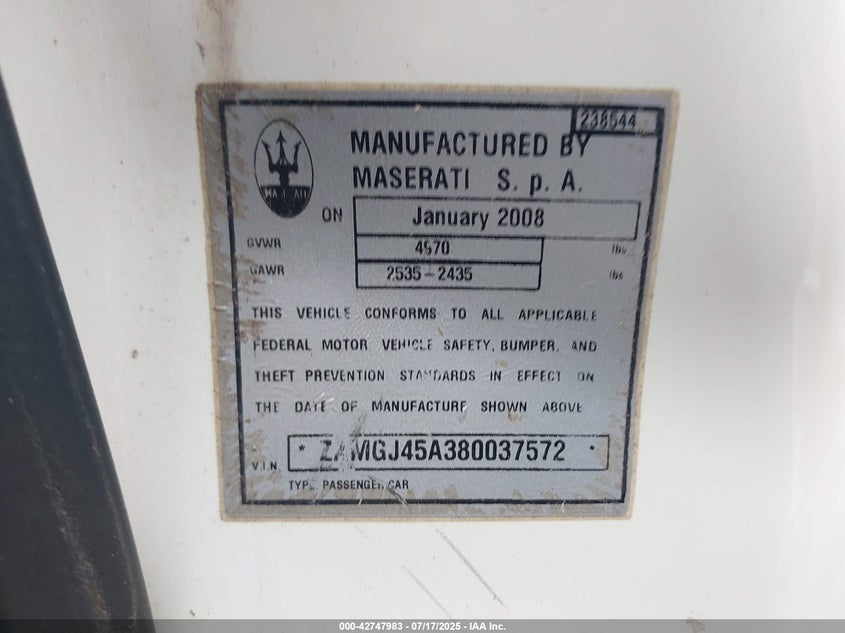 238544
MANUFACTURED BY
MASERATI S. p. A.
ON January 2008
GVWR 4970 lbs
GAWR 2535-2435 lbs
THIS VEHICLE CONFORMS TO ALL APPLICABLE
FEDERAL MOTOR VEHICLE SAFETY, BUMPER, AND
THEFT PREVENTION STANDARDS IN EFFECT ON
THE DATE OF MANUFACTURE SHOWN ABOVE
V.I.N. * ZAMGJ45A380037572 *
TYPE PASSENGER CAR
000-42747983 / 07/17/2025 - IAA Inc.